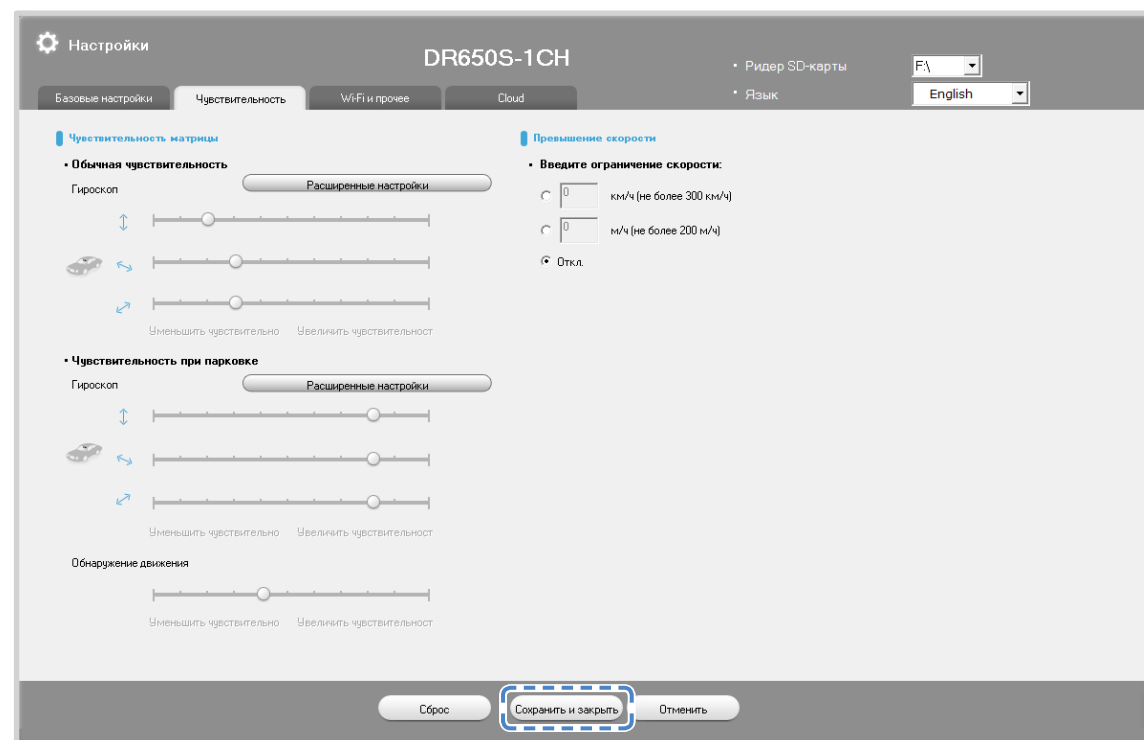 Настройки
DR650S-1CH
• Ридер SD-карты
F:\
• Язык
English
Базовые настройки
Чувствительность
Wi-Fi и прочее
Cloud
Чувствительность матрицы
• Обычная чувствительность
Гироскоп
Расширенные настройки
Уменьшить чувствительно
Увеличить чувствительност
• Чувствительность при парковке
Гироскоп
Расширенные настройки
Уменьшить чувствительно
Увеличить чувствительност
Обнаружение движения
Уменьшить чувствительно
Увеличить чувствительност
Превышение скорости
• Введите ограничение скорости:
0 км/ч (не более 300 км/ч)
0 м/ч (не более 200 м/ч)
Откл.
Сброс
Сохранить и закрыть
Отменить